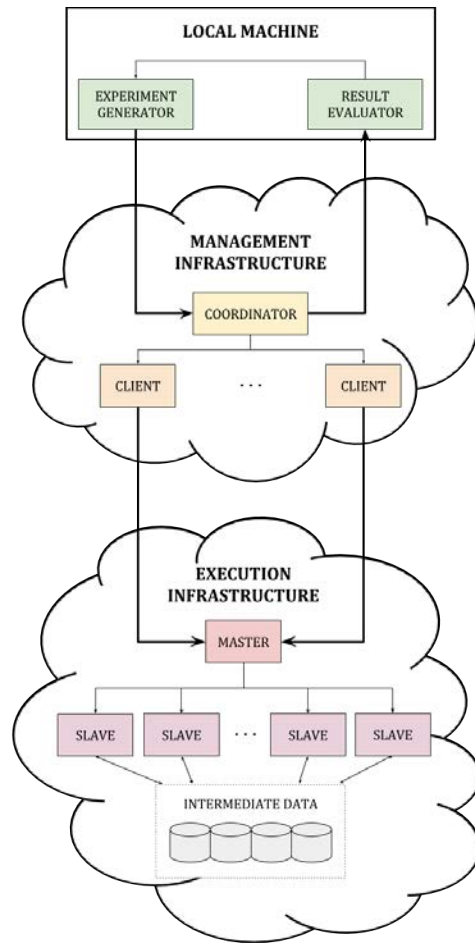 LOCAL MACHINE
EXPERIMENT
GENERATOR
RESULT
EVALUATOR
MANAGEMENT
INFRASTRUCTURE
COORDINATOR
CLIENT
. . .
CLIENT
EXECUTION
INFRASTRUCTURE
MASTER
SLAVE
SLAVE
. . .
SLAVE
SLAVE
INTERMEDIATE DATA